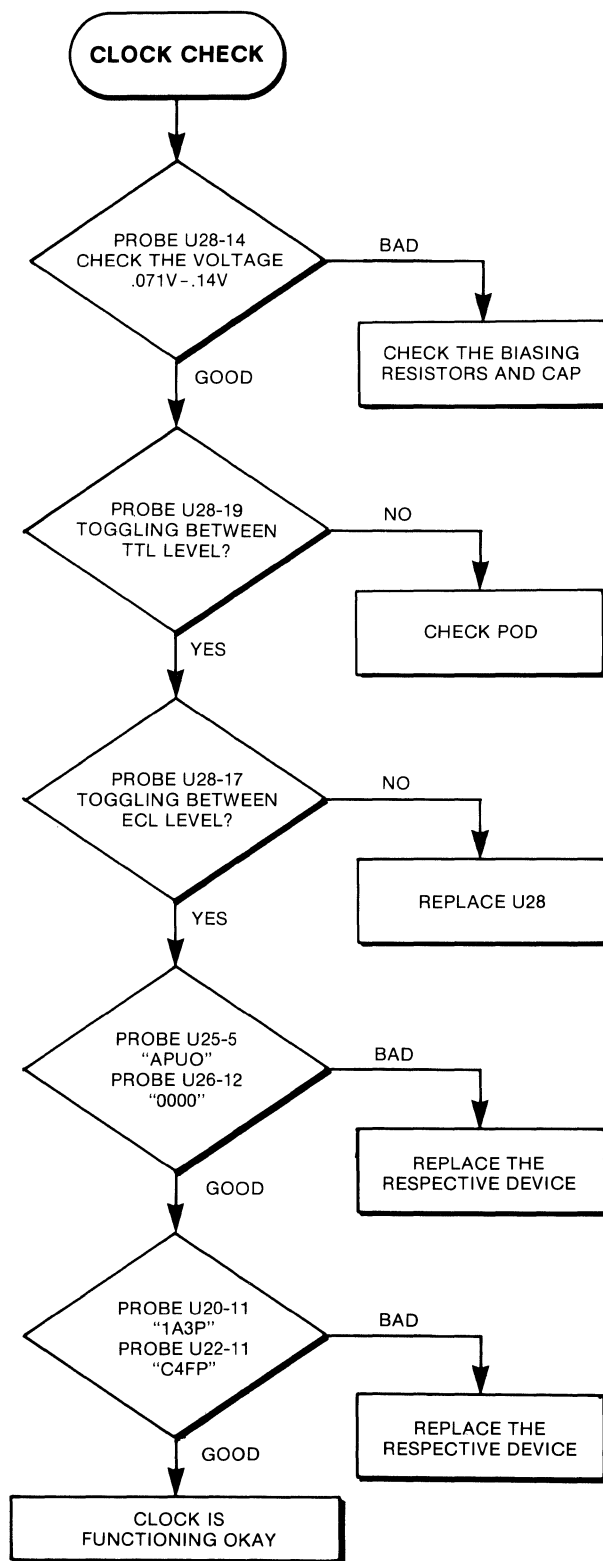 CLOCK CHECK
PROBE U28-14
CHECK THE VOLTAGE
.071V-.14V
BAD
CHECK THE BIASING
RESISTORS AND CAP
GOOD
PROBE U28-19
TOGGLING BETWEEN
TTL LEVEL?
NO
CHECK POD
YES
PROBE U28-17
TOGGLING BETWEEN
ECL LEVEL?
NO
REPLACE U28
YES
PROBE U25-5
“APUO”
PROBE U26-12
“0000”
BAD
REPLACE THE
RESPECTIVE DEVICE
GOOD
PROBE U20-11
“1A3P”
PROBE U22-11
“C4FP”
BAD
REPLACE THE
RESPECTIVE DEVICE
GOOD
CLOCK IS
FUNCTIONING OKAY